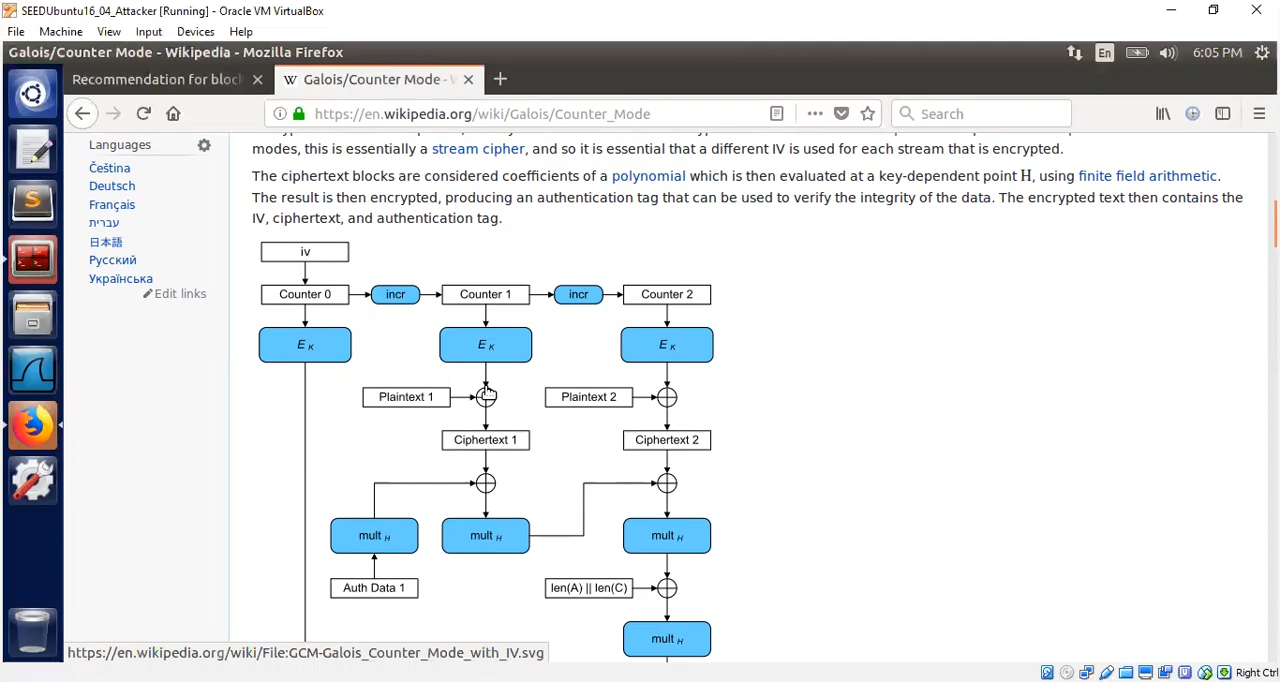 SEEDUbuntu16_04_Attacker [Running] - Oracle VM VirtualBox
File Machine View Input Devices Help
Galois/Counter Mode - Wikipedia - Mozilla Firefox
En
6:05 PM
Recommendation for bloc
W Galois/Counter Mode -
https://en.wikipedia.org/wiki/Galois/Counter_Mode
Search
Languages
Čeština
Deutsch
Français
עברית
日本語
Русский
Українська
Edit links
modes, this is essentially a stream cipher, and so it is essential that a different IV is used for each stream that is encrypted.
The ciphertext blocks are considered coefficients of a polynomial which is then evaluated at a key-dependent point H, using finite field arithmetic.
The result is then encrypted, producing an authentication tag that can be used to verify the integrity of the data. The encrypted text then contains the
IV, ciphertext, and authentication tag.
iv
Counter 0 incr Counter 1 incr Counter 2
E K E K E K
Plaintext 1 Plaintext 2
Ciphertext 1 Ciphertext 2
mult H mult H mult H
Auth Data 1 len(A) || len(C)
mult H
https://en.wikipedia.org/wiki/File:GCM-Galois_Counter_Mode_with_IV.svg
Right Ctrl